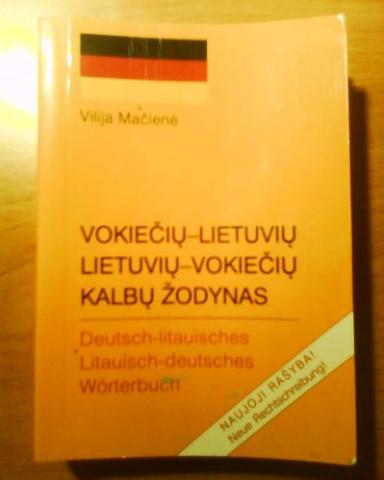 Vilija Mačienė
VOKIEČIŲ–LIETUVIŲ
LIETUVIŲ–VOKIEČIŲ
KALBŲ ŽODYNAS
Deutsch-litauisches
Litauisch-deutsches
Wörterbuch
NAUJOJI RAŠYBA!
Neue Rechtschreibung!